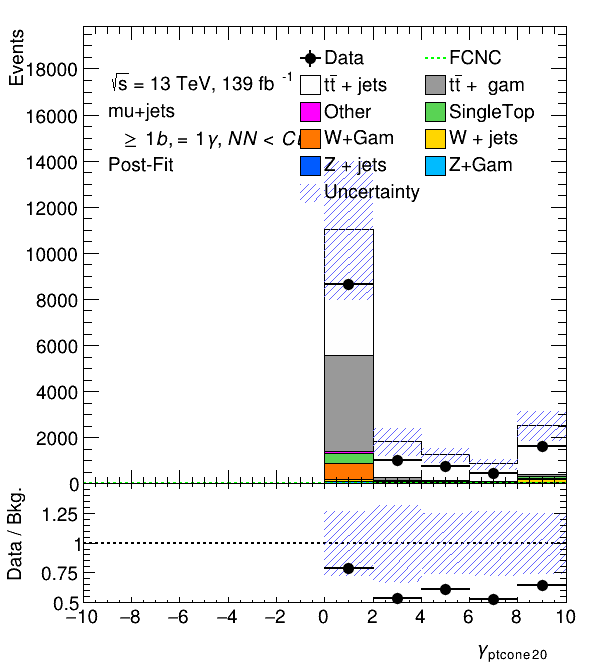 Events
18000
16000
14000
12000
10000
8000
6000
4000
2000
0
√s = 13 TeV, 139 fb⁻¹
mu+jets
≥ 1b, = 1γ, NN <
Post-Fit
Data
FCNC
tt̄ + jets
tt̄ + gam
Other
SingleTop
W+Gam
W + jets
Z + jets
Z+Gam
Uncertainty
Data / Bkg.
1.25
1
0.75
0.5
−10 −8 −6 −4 −2 0 2 4 6 8 10
γptcone20